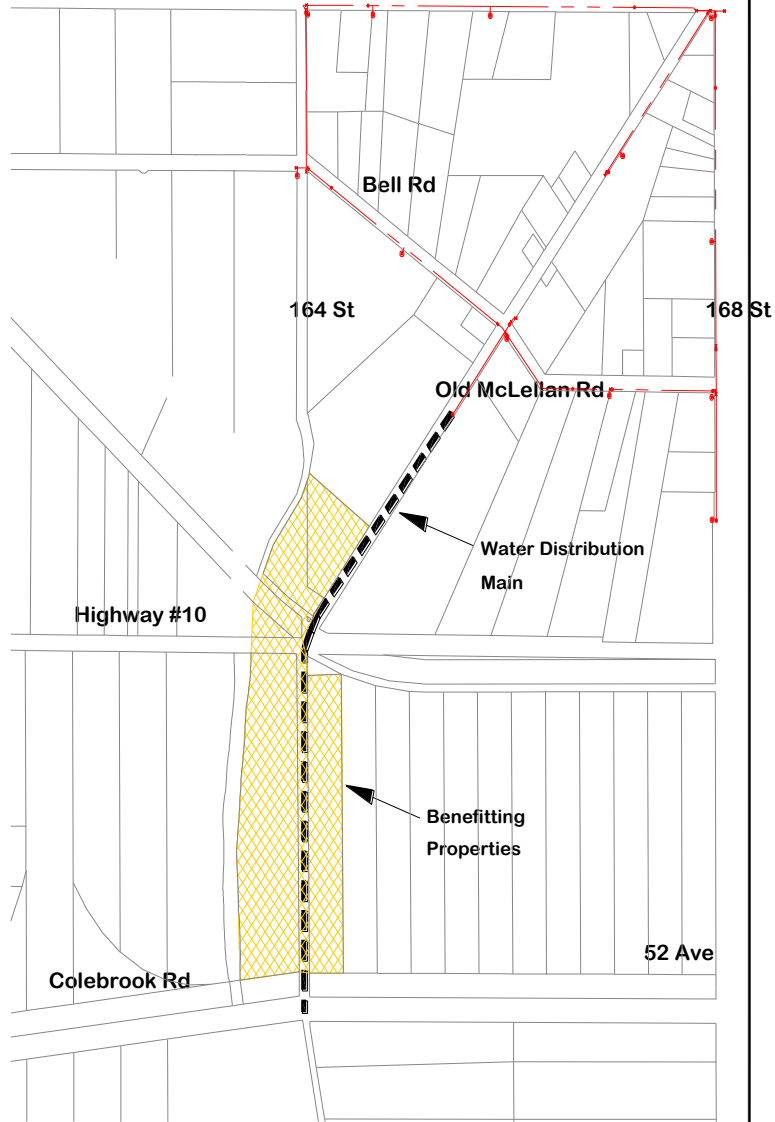 Bell Rd
164 St
168 St
Old McLellan Rd
Water Distribution
Main
Highway #10
Benefitting
Properties
52 Ave
Colebrook Rd